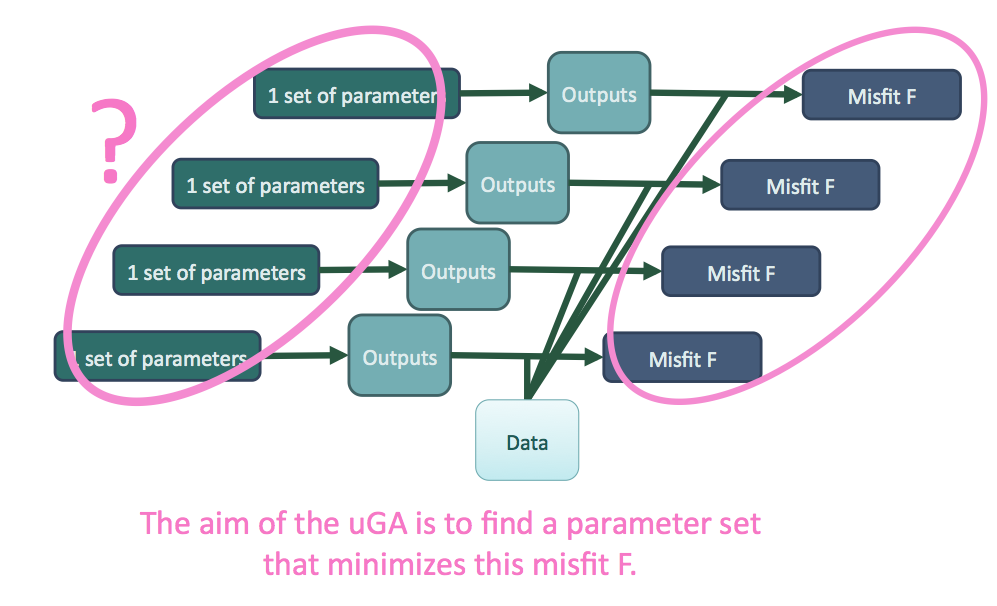 ?
1 set of parameters
Outputs
Misfit F
1 set of parameters
Outputs
Misfit F
1 set of parameters
Outputs
Misfit F
1 set of parameters
Outputs
Misfit F
Data
The aim of the uGA is to find a parameter set
that minimizes this misfit F.